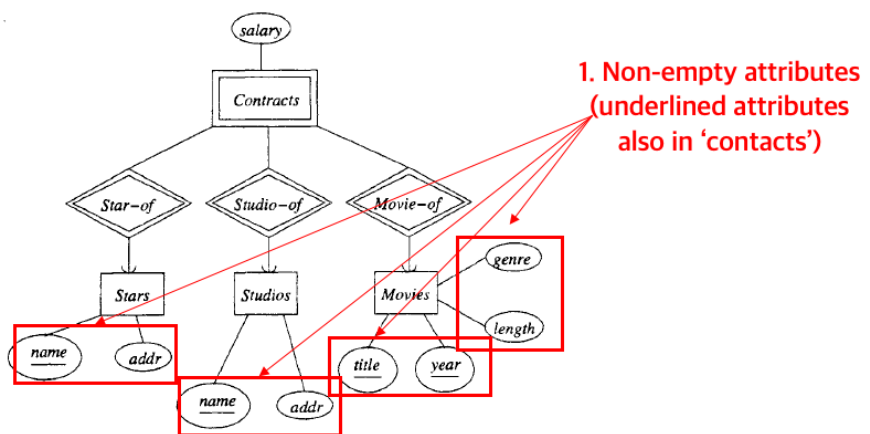 salary
1. Non-empty attributes
(underlined attributes
also in ‘contacts’)
Contracts
Star-of
Studio-of
Movie-of
genre
Stars
Studios
Movies
length
name
addr
title
year
name
addr